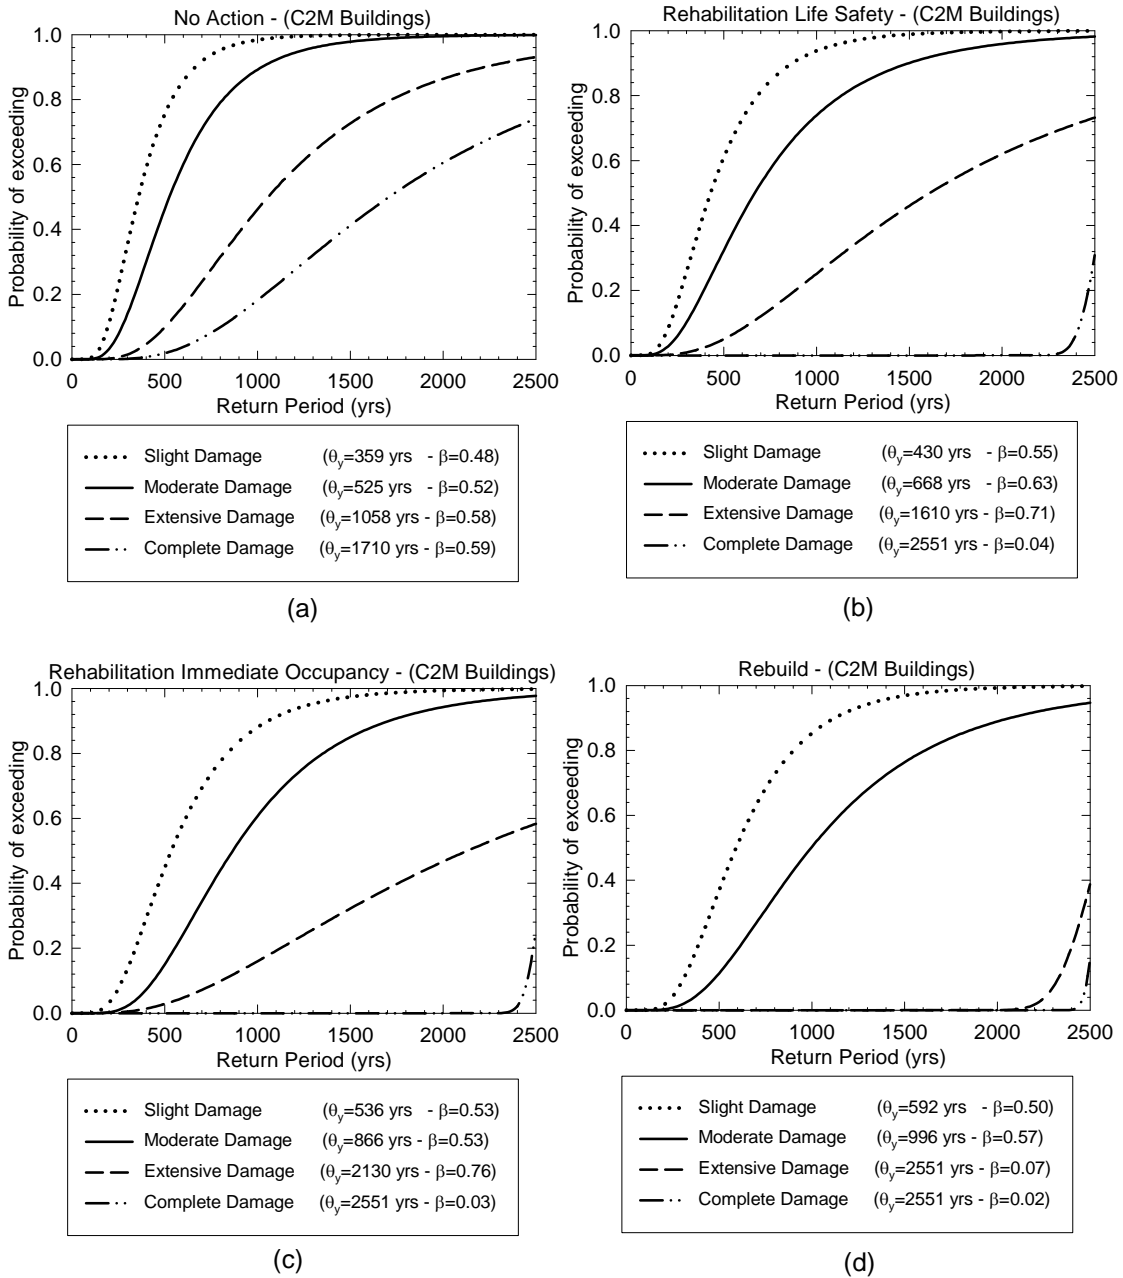 No Action - (C2M Buildings)
Probability of exceeding
1.0
0.8
0.6
0.4
0.2
0.0
0 500 1000 1500 2000 2500
Return Period (yrs)
Slight Damage (θy=359 yrs - β=0.48)
Moderate Damage (θy=525 yrs - β=0.52)
Extensive Damage (θy=1058 yrs - β=0.58)
Complete Damage (θy=1710 yrs - β=0.59)
(a)
Rehabilitation Life Safety - (C2M Buildings)
Probability of exceeding
1.0
0.8
0.6
0.4
0.2
0.0
0 500 1000 1500 2000 2500
Return Period (yrs)
Slight Damage (θy=430 yrs - β=0.55)
Moderate Damage (θy=668 yrs - β=0.63)
Extensive Damage (θy=1610 yrs - β=0.71)
Complete Damage (θy=2551 yrs - β=0.04)
(b)
Rehabilitation Immediate Occupancy - (C2M Buildings)
Probability of exceeding
1.0
0.8
0.6
0.4
0.2
0.0
0 500 1000 1500 2000 2500
Return Period (yrs)
Slight Damage (θy=536 yrs - β=0.53)
Moderate Damage (θy=866 yrs - β=0.53)
Extensive Damage (θy=2130 yrs - β=0.76)
Complete Damage (θy=2551 yrs - β=0.03)
(c)
Rebuild - (C2M Buildings)
Probability of exceeding
1.0
0.8
0.6
0.4
0.2
0.0
0 500 1000 1500 2000 2500
Return Period (yrs)
Slight Damage (θy=592 yrs - β=0.50)
Moderate Damage (θy=996 yrs - β=0.57)
Extensive Damage (θy=2551 yrs - β=0.07)
Complete Damage (θy=2551 yrs - β=0.02)
(d)